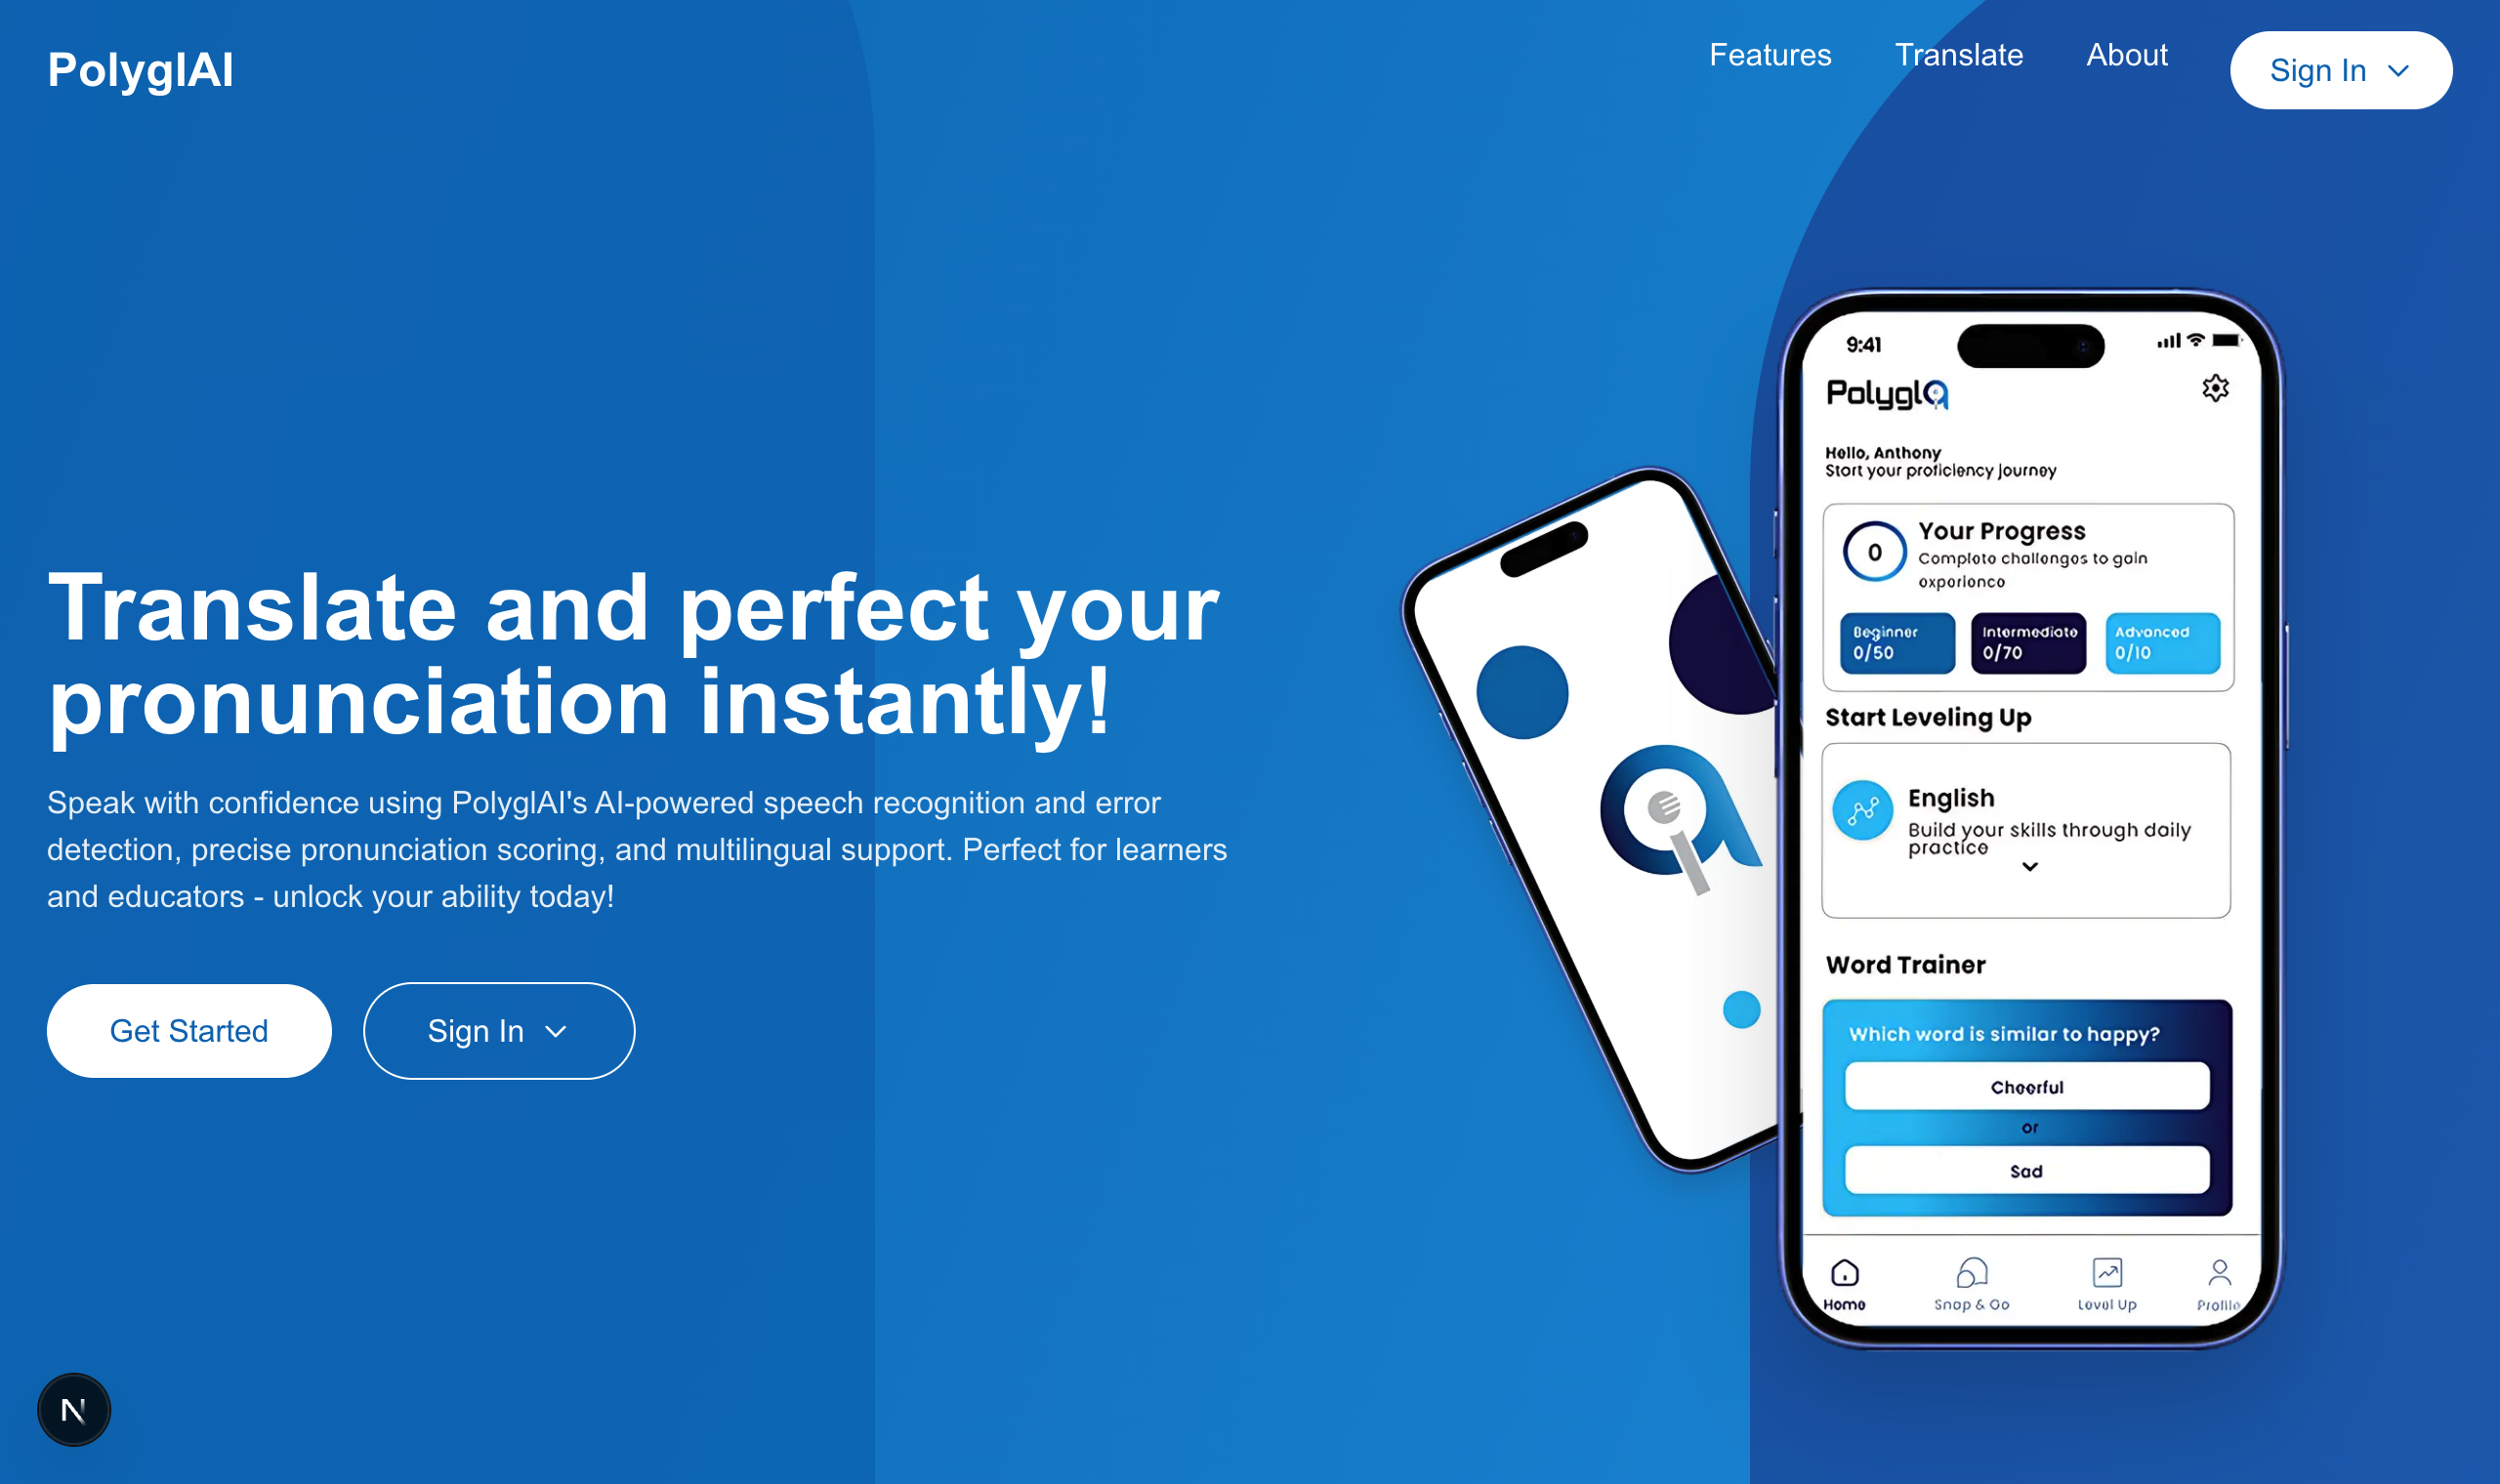 PolyglAI
Features
Translate
About
Sign In
Translate and perfect your
pronunciation instantly!
Speak with confidence using PolyglAI's AI-powered speech recognition and error
detection, precise pronunciation scoring, and multilingual support. Perfect for learners
and educators - unlock your ability today!
Get Started
Sign In
N
9:41
Polygla
Hello, Anthony
Start your proficiency journey
0
Your Progress
Complete challenges to gain
experience
Beginner
0/50
Intermediate
0/70
Advanced
0/10
Start Leveling Up
English
Build your skills through daily
practice
Word Trainer
Which word is similar to happy?
Cheerful
or
Sad
Home
Snap & Go
Level Up
Profile